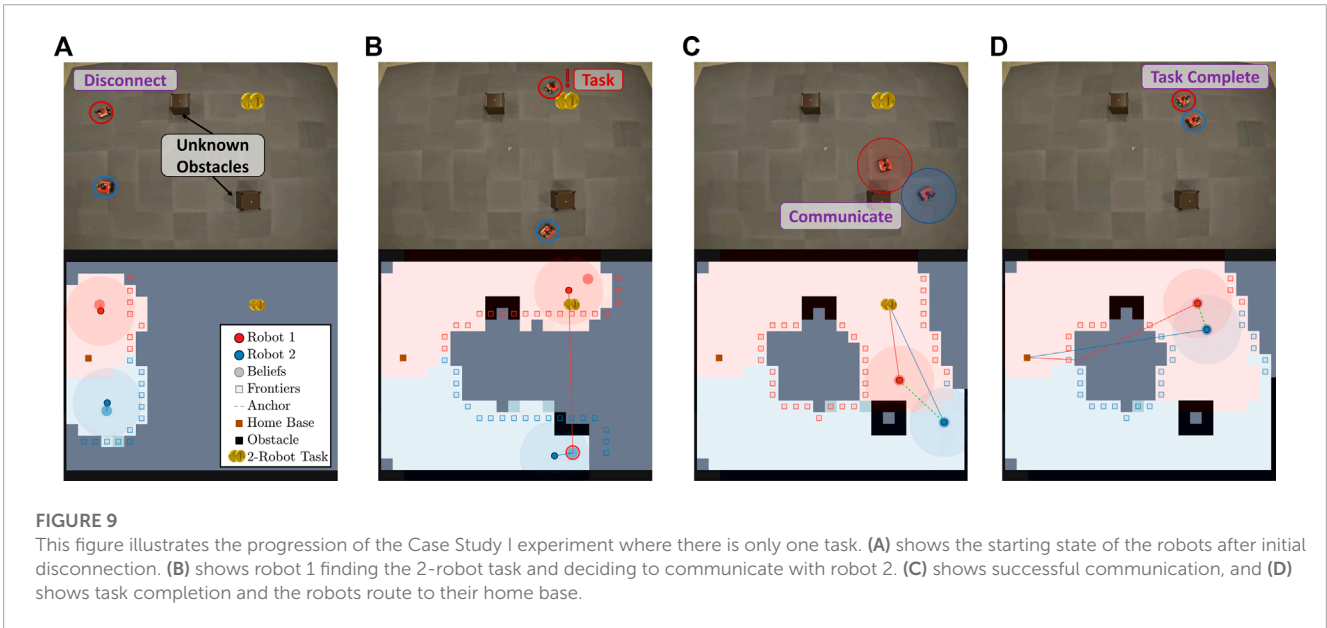 A
B
C
D
Disconnect
Unknown
Obstacles
Task
Communicate
Task Complete
Robot 1
Robot 2
Beliefs
Frontiers
Anchor
Home Base
Obstacle
2-Robot Task
FIGURE 9
This figure illustrates the progression of the Case Study I experiment where there is only one task. (A) shows the starting state of the robots after initial
disconnection. (B) shows robot 1 finding the 2-robot task and deciding to communicate with robot 2. (C) shows successful communication, and (D)
shows task completion and the robots route to their home base.